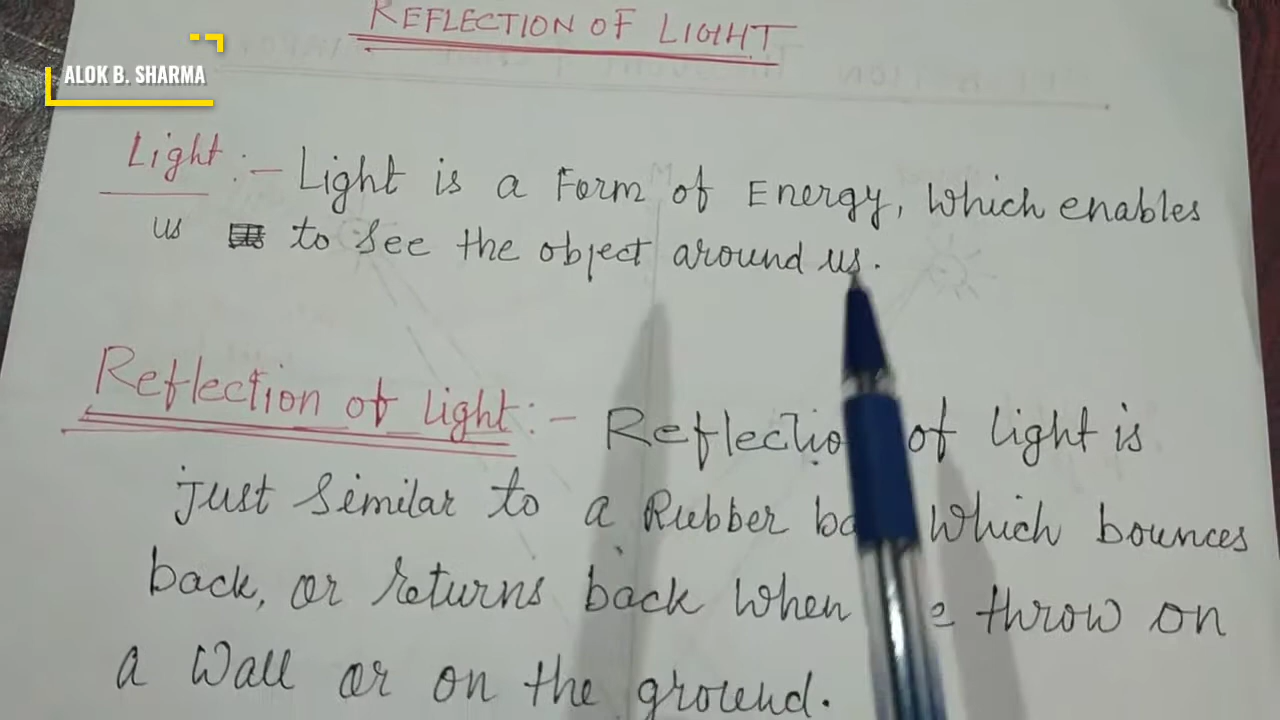 REFLECTION OF LIGHT
ALOK B. SHARMA
Light :- Light is a Form of Energy, which enables
us to see the object around us.
Reflection of light :- Reflection of light is
just similar to a Rubber which bounces
back, or returns back when throw on
a wall or on the ground.